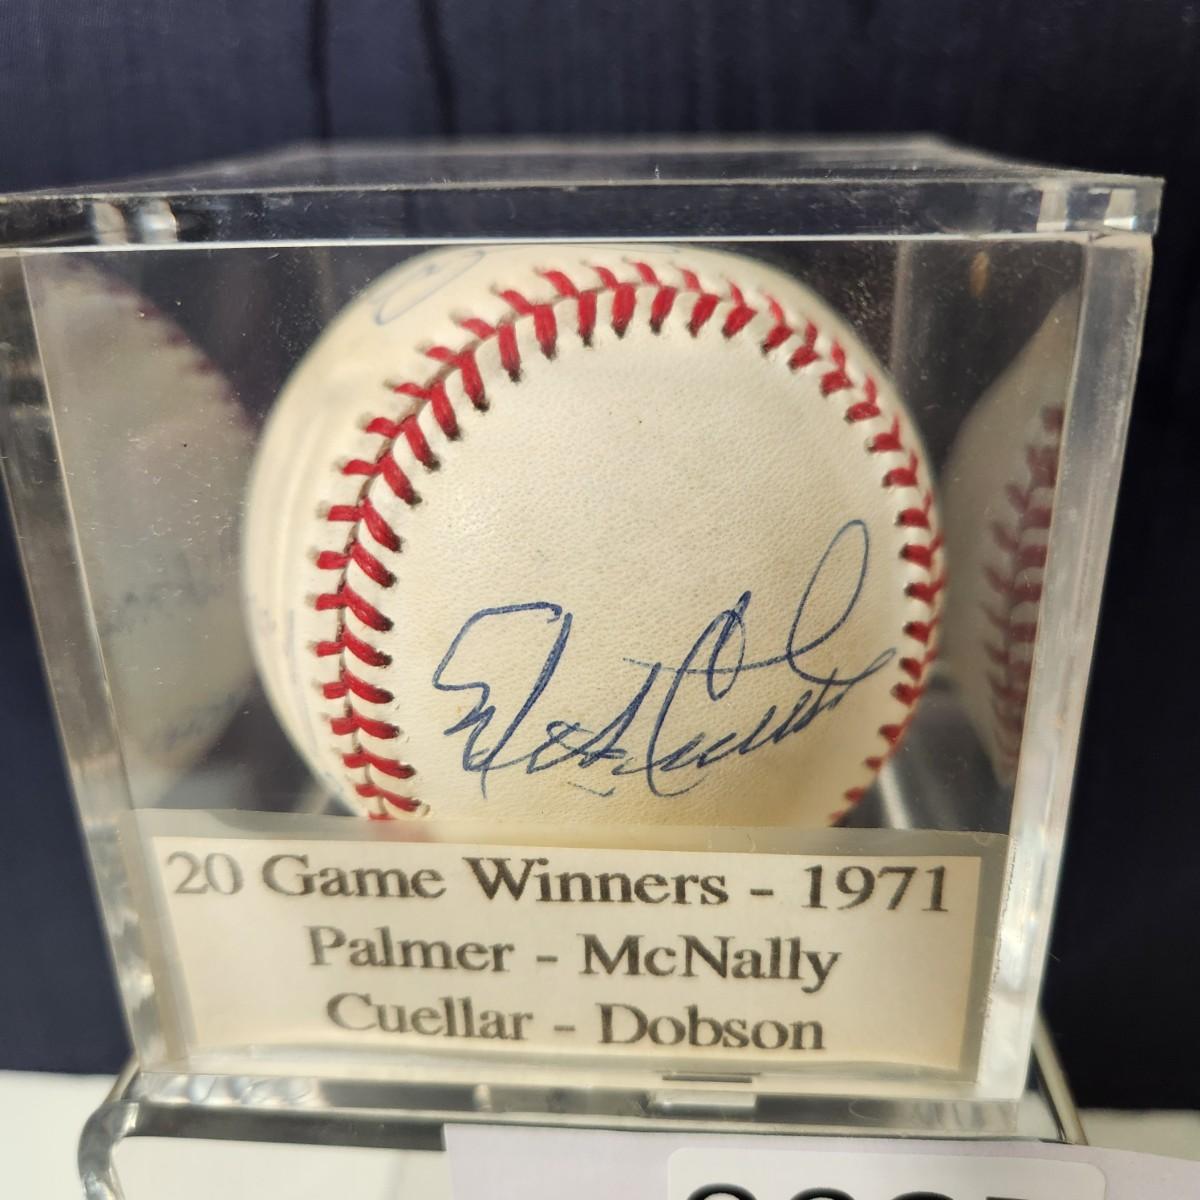 20 Game Winners - 1971
Palmer - McNally
Cuellar - Dobson